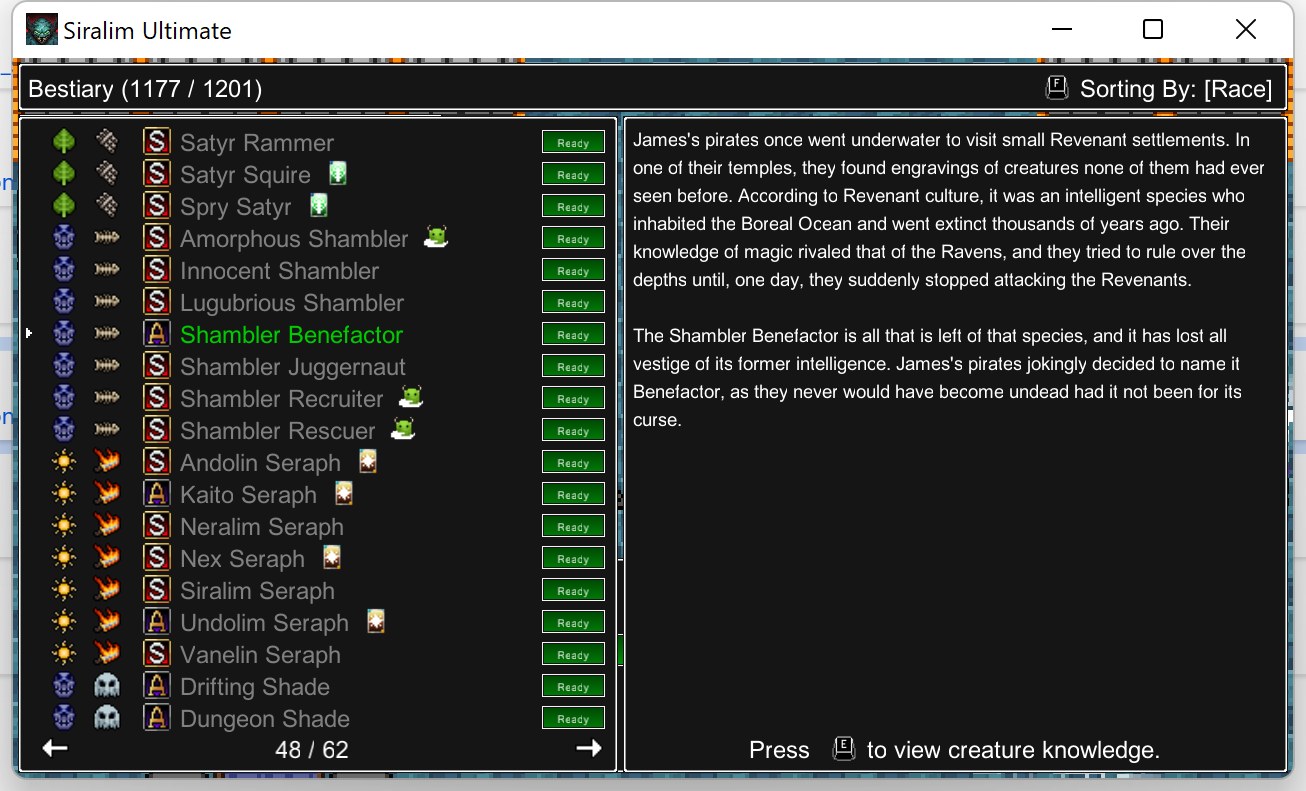 Siralim Ultimate
Bestiary (1177 / 1201)
F Sorting By: [Race]
S Satyr Rammer Ready
S Satyr Squire Ready
S Spry Satyr Ready
S Amorphous Shambler Ready
S Innocent Shambler Ready
S Lugubrious Shambler Ready
A Shambler Benefactor Ready
S Shambler Juggernaut Ready
S Shambler Recruiter Ready
S Shambler Rescuer Ready
S Andolin Seraph Ready
A Kaito Seraph Ready
S Neralim Seraph Ready
S Nex Seraph Ready
S Siralim Seraph Ready
A Undolim Seraph Ready
S Vanelin Seraph Ready
A Drifting Shade Ready
A Dungeon Shade Ready
48 / 62
James's pirates once went underwater to visit small Revenant settlements. In
one of their temples, they found engravings of creatures none of them had ever
seen before. According to Revenant culture, it was an intelligent species who
inhabited the Boreal Ocean and went extinct thousands of years ago. Their
knowledge of magic rivaled that of the Ravens, and they tried to rule over the
depths until, one day, they suddenly stopped attacking the Revenants.
The Shambler Benefactor is all that is left of that species, and it has lost all
vestige of its former intelligence. James's pirates jokingly decided to name it
Benefactor, as they never would have become undead had it not been for its
curse.
Press E to view creature knowledge.